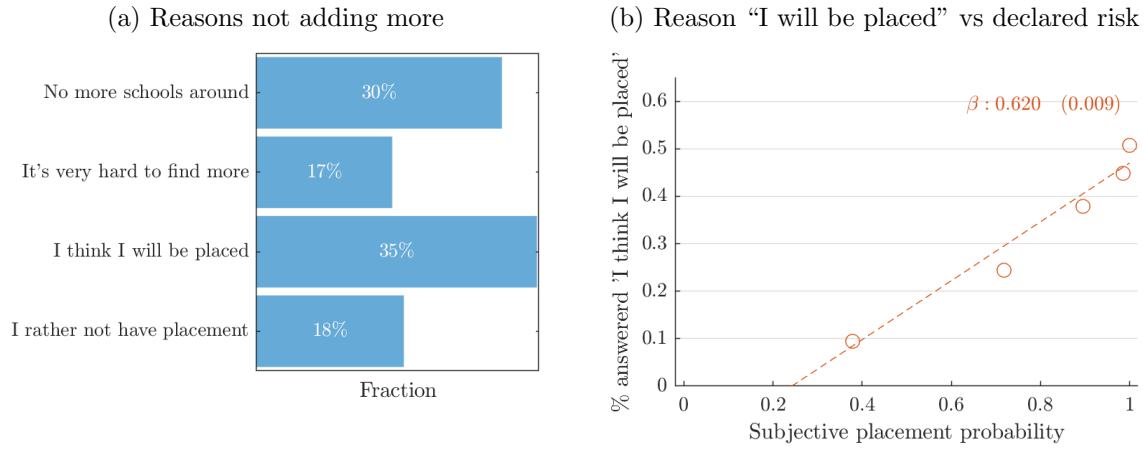 (a) Reasons not adding more
No more schools around
30%
It's very hard to find more
17%
I think I will be placed
35%
I rather not have placement
18%
Fraction
(b) Reason “I will be placed” vs declared risk
% answererd 'I think I will be placed'
β : 0.620 (0.009)
0.6
0.5
0.4
0.3
0.2
0.1
0
0 0.2 0.4 0.6 0.8 1
Subjective placement probability